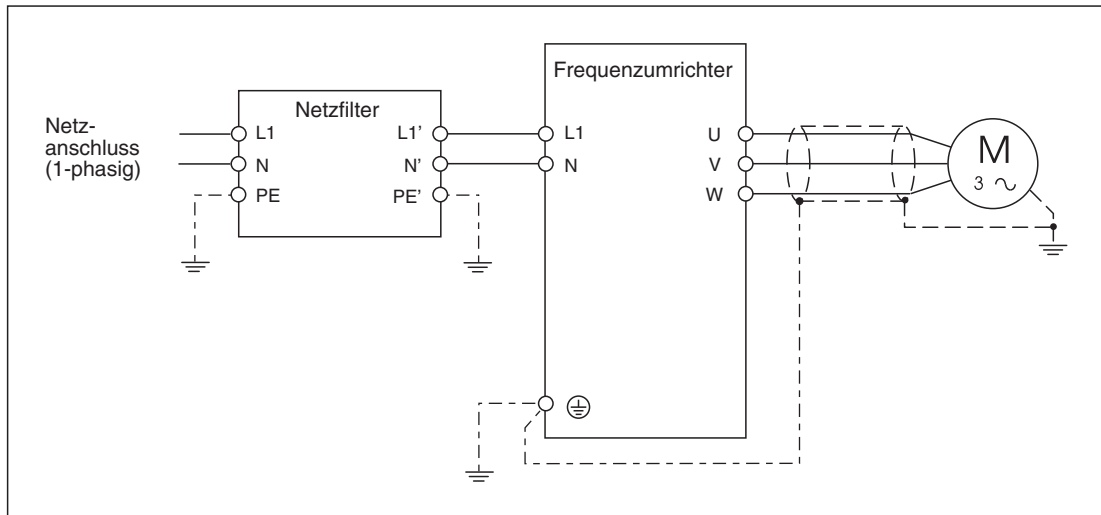 Frequenzumrichter
Netzfilter
Netz-
anschluss
(1-phasig)
L1
L1'
L1
U
N
N'
N
V
PE
PE'
W
M
3 ~